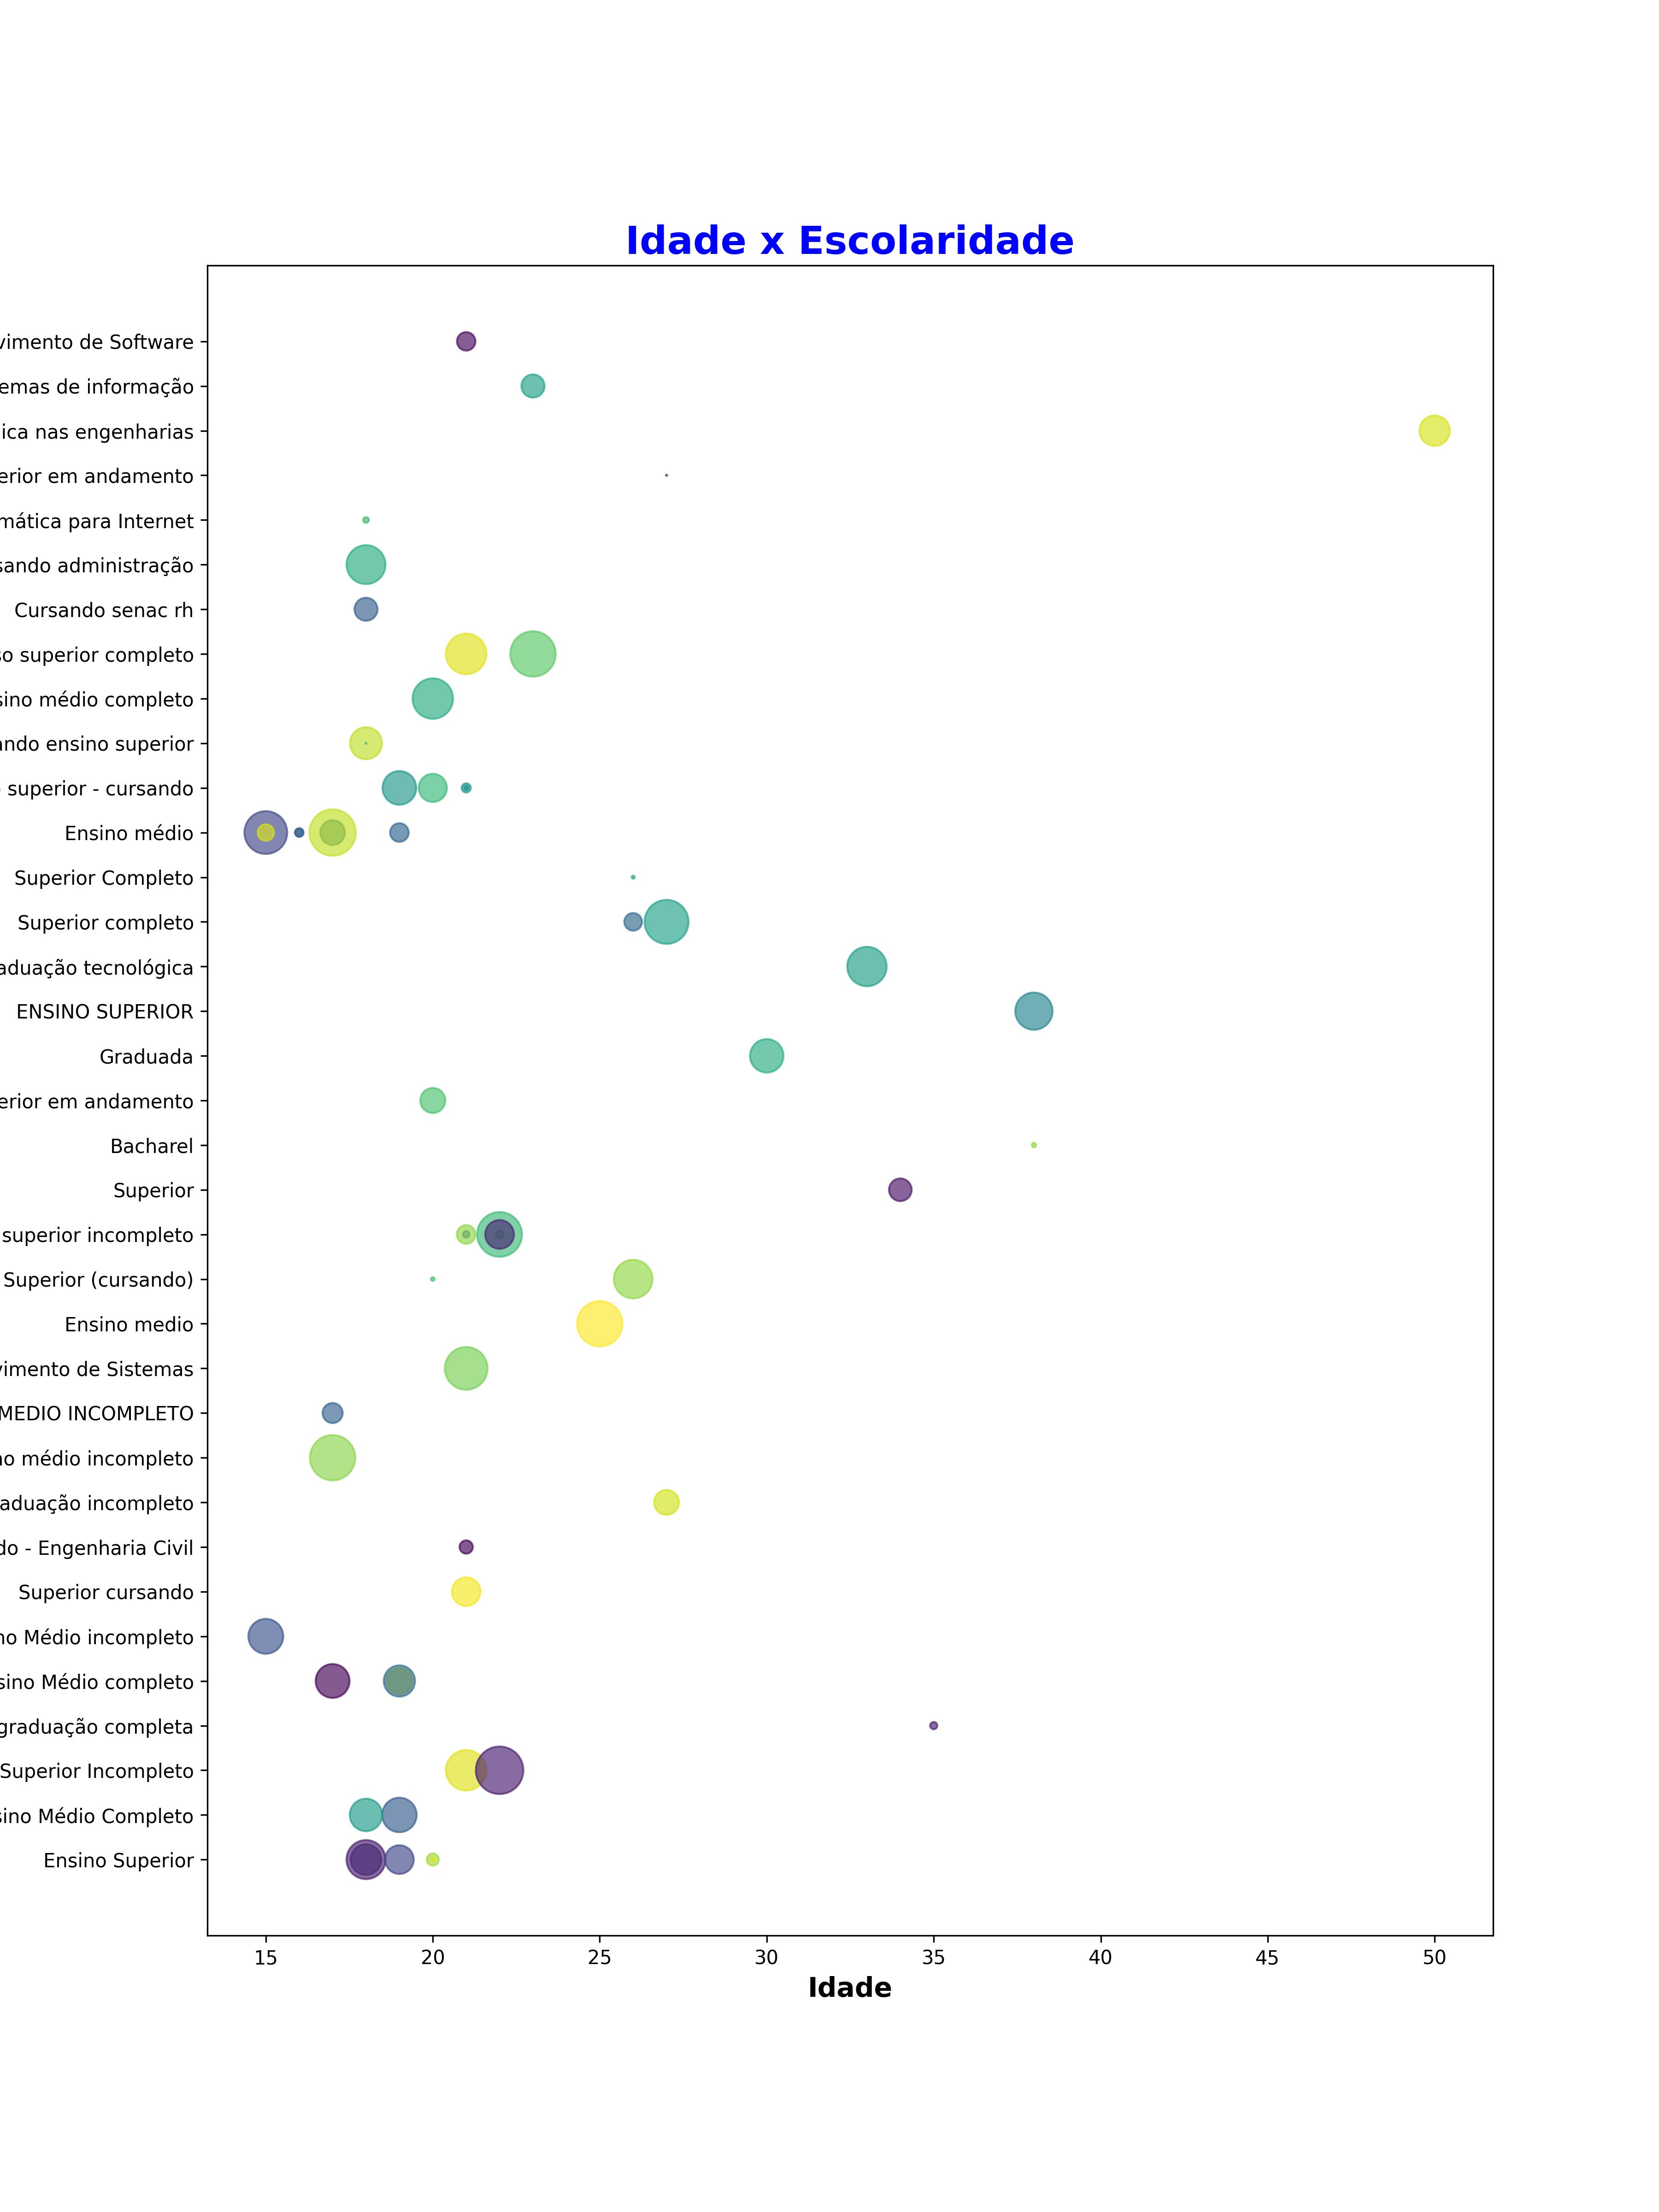 Idade x Escolaridade
vimento de Software
emas de informação
ica nas engenharias
erior em andamento
mática para Internet
sando administração
Cursando senac rh
so superior completo
sino médio completo
ando ensino superior
superior - cursando
Ensino médio
Superior Completo
Superior completo
aduação tecnológica
ENSINO SUPERIOR
Graduada
erior em andamento
Bacharel
Superior
superior incompleto
Superior (cursando)
Ensino medio
vimento de Sistemas
MEDIO INCOMPLETO
no médio incompleto
aduação incompleto
do - Engenharia Civil
Superior cursando
no Médio incompleto
sino Médio completo
graduação completa
Superior Incompleto
sino Médio Completo
Ensino Superior
15 20 25 30 35 40 45 50
Idade